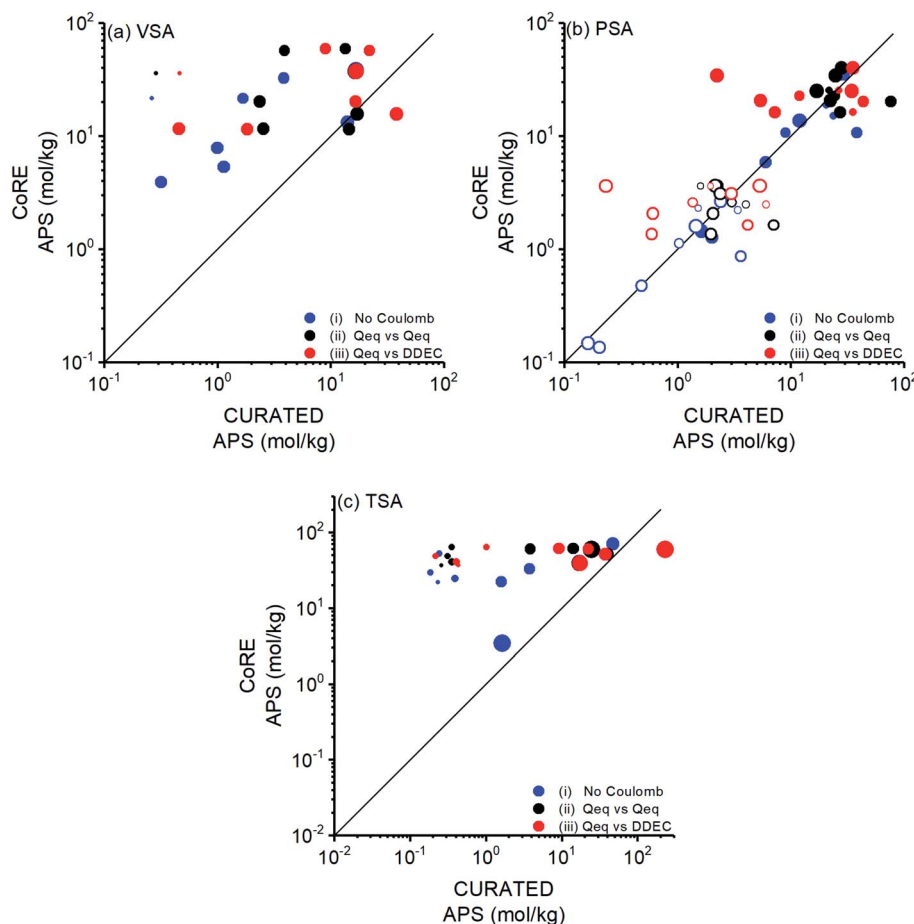 (a) VSA
10²
10¹
10⁰
10⁻¹
CoRE
APS (mol/kg)
(i) No Coulomb
(ii) Qeq vs Qeq
(iii) Qeq vs DDEC
10⁻¹ 10⁰ 10¹ 10²
CURATED
APS (mol/kg)
(b) PSA
10²
10¹
10⁰
10⁻¹
CoRE
APS (mol/kg)
(i) No Coulomb
(ii) Qeq vs Qeq
(iii) Qeq vs DDEC
10⁻¹ 10⁰ 10¹ 10²
CURATED
APS (mol/kg)
(c) TSA
10²
10¹
10⁰
10⁻¹
10⁻²
CoRE
APS (mol/kg)
(i) No Coulomb
(ii) Qeq vs Qeq
(iii) Qeq vs DDEC
10⁻² 10⁻¹ 10⁰ 10¹ 10²
CURATED
APS (mol/kg)